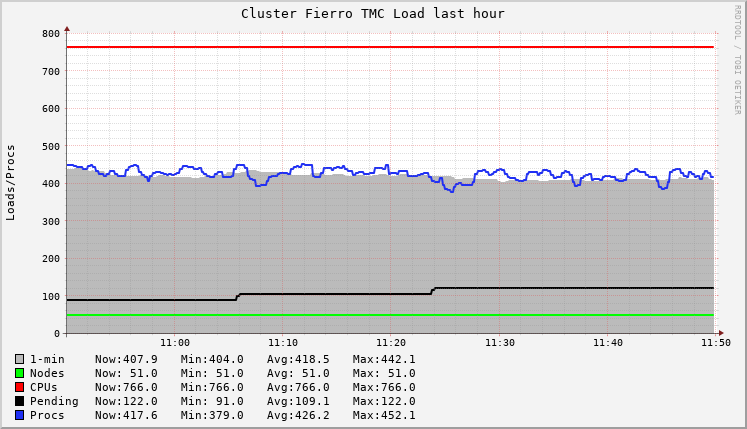 Cluster Fierro TMC Load last hour
RRDTOOL / TOBI OETIKER
Loads/Procs
800
700
600
500
400
300
200
100
0
11:00 11:10 11:20 11:30 11:40 11:50
1-min Now:407.9 Min:404.0 Avg:418.5 Max:442.1
Nodes Now: 51.0 Min: 51.0 Avg: 51.0 Max: 51.0
CPUs Now:766.0 Min:766.0 Avg:766.0 Max:766.0
Pending Now:122.0 Min: 91.0 Avg:109.1 Max:122.0
Procs Now:417.6 Min:379.0 Avg:426.2 Max:452.1